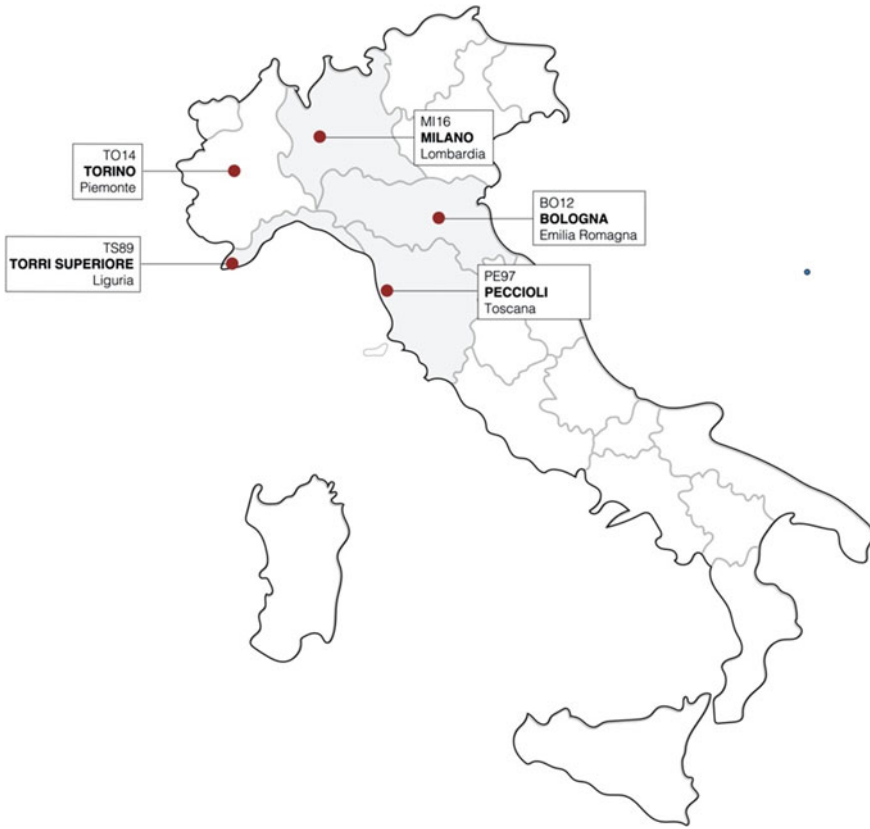 MI16
MILANO
Lombardia
TO14
TORINO
Piemonte
BO12
BOLOGNA
Emilia Romagna
TS89
TORRI SUPERIORE
Liguria
PE97
PECCIOLI
Toscana